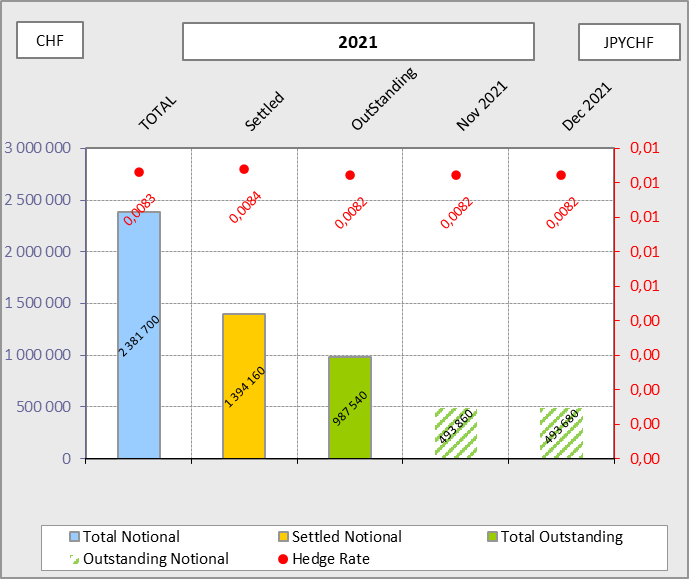 CHF
2021
JPYCHF
TOTAL
Settled
OutStanding
Nov 2021
Dec 2021
3 000 000
2 500 000
2 000 000
1 500 000
1 000 000
500 000
0
0,01
0,01
0,01
0,01
0,01
0,00
0,00
0,00
0,00
0,00
0,0083
0,0084
0,0082
0,0082
0,0082
2 381 700
1 394 160
987 540
493 860
493 680
Total Notional
Settled Notional
Total Outstanding
Outstanding Notional
Hedge Rate